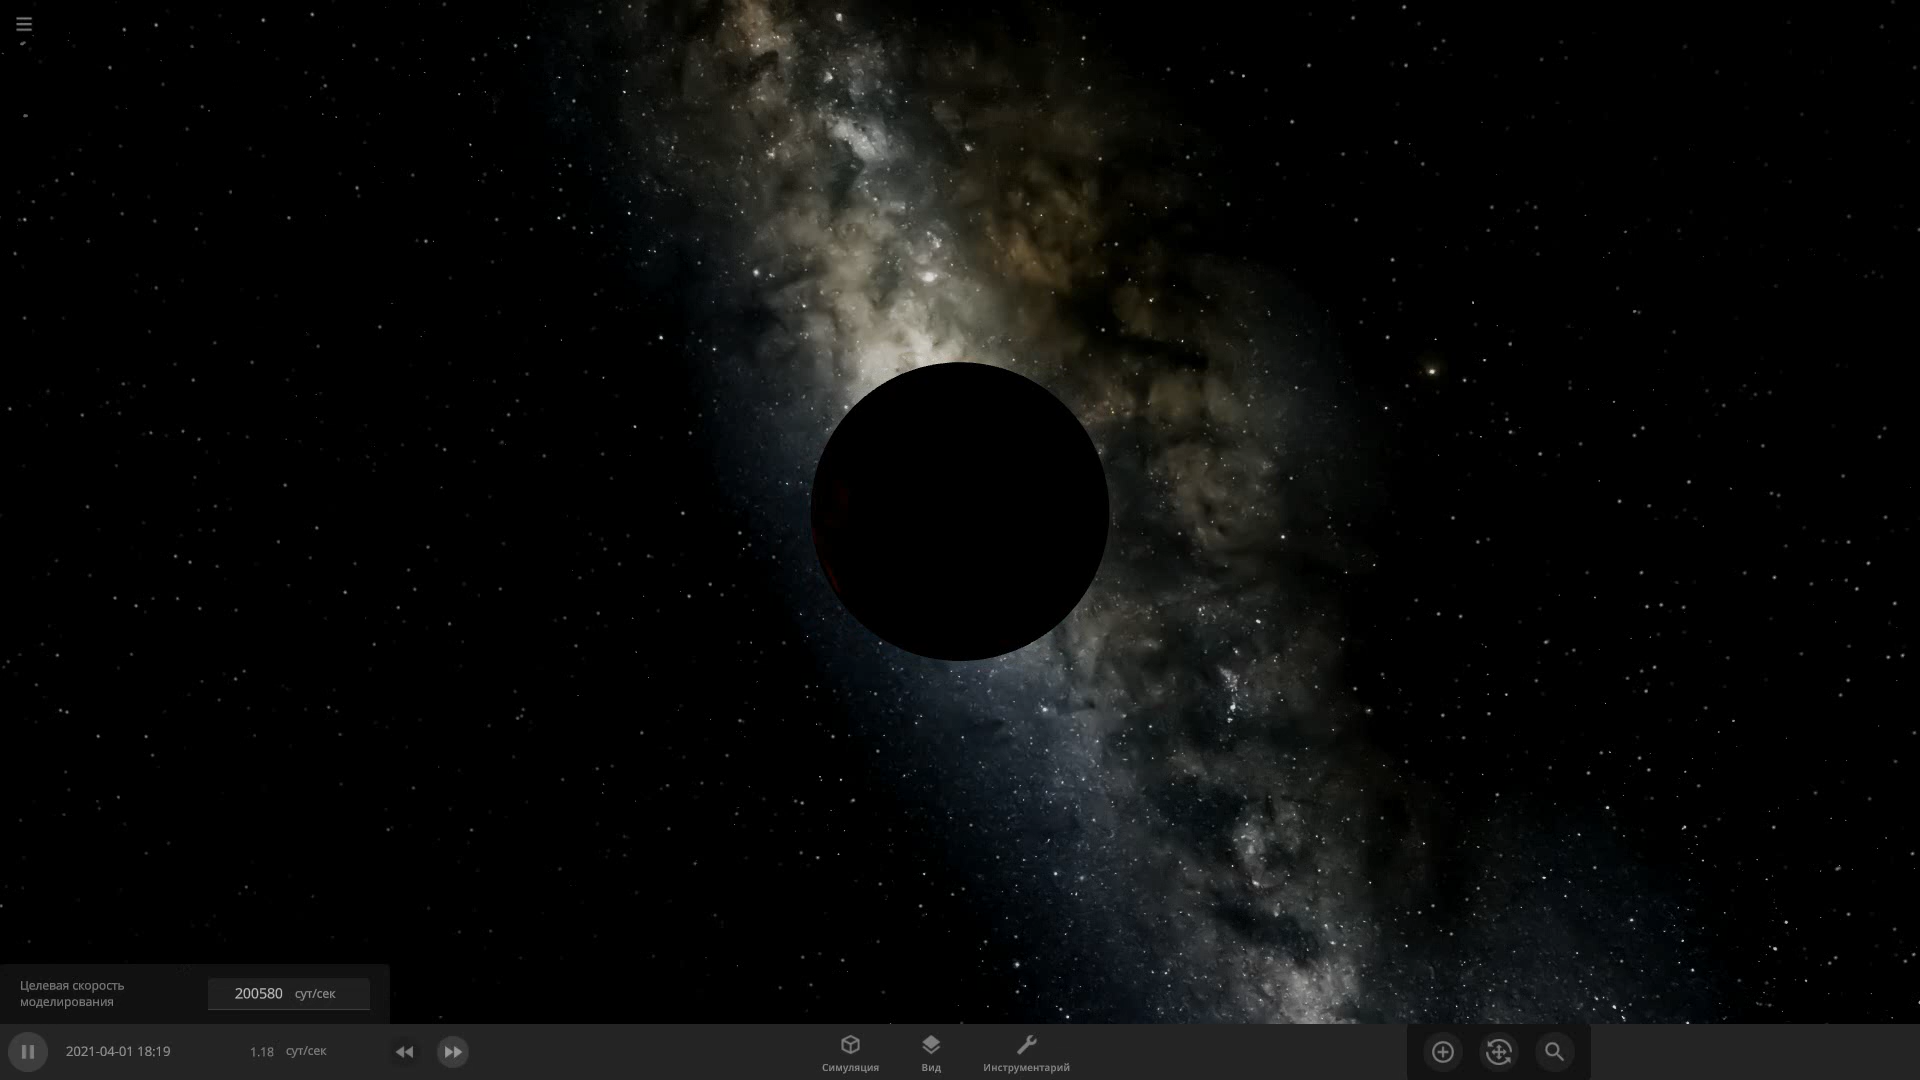 Целевая скорость
моделирования
200580 сут/сек
2021-04-01 18:19
1.18 сут/сек
Симуляция
Вид
Инструментарий